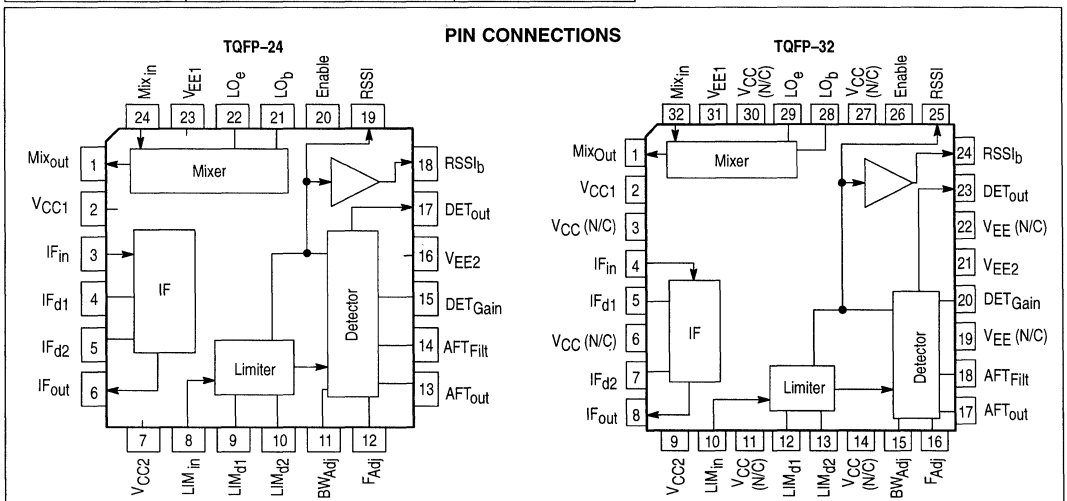 PIN CONNECTIONS
TQFP–24
Mixin
VEE1
LOe
LOb
Enable
RSSI
24 23 22 21 20 19
Mixout 1
VCC1 2
IFin 3
IFd1 4
IFd2 5
IFout 6
Mixer
IF
Limiter
Detector
18 RSSIb
17 DETout
16 VEE2
15 DETGain
14 AFTFilt
13 AFTout
7 8 9 10 11 12
VCC2
LIMin
LIMd1
LIMd2
BWAdj
FAdj
TQFP–32
Mixin
VEE1
VCC (N/C)
LOe
LOb
VCC (N/C)
Enable
RSSI
32 31 30 29 28 27 26 25
MixOut 1
VCC1 2
VCC (N/C) 3
IFin 4
IFd1 5
VCC (N/C) 6
IFd2 7
IFout 8
Mixer
IF
Limiter
Detector
24 RSSIb
23 DETout
22 VEE (N/C)
21 VEE2
20 DETGain
19 VEE (N/C)
18 AFTFilt
17 AFTout
9 10 11 12 13 14 15 16
VCC2
LIMin
VCC (N/C)
LIMd1
LIMd2
VCC (N/C)
BWAdj
FAdj